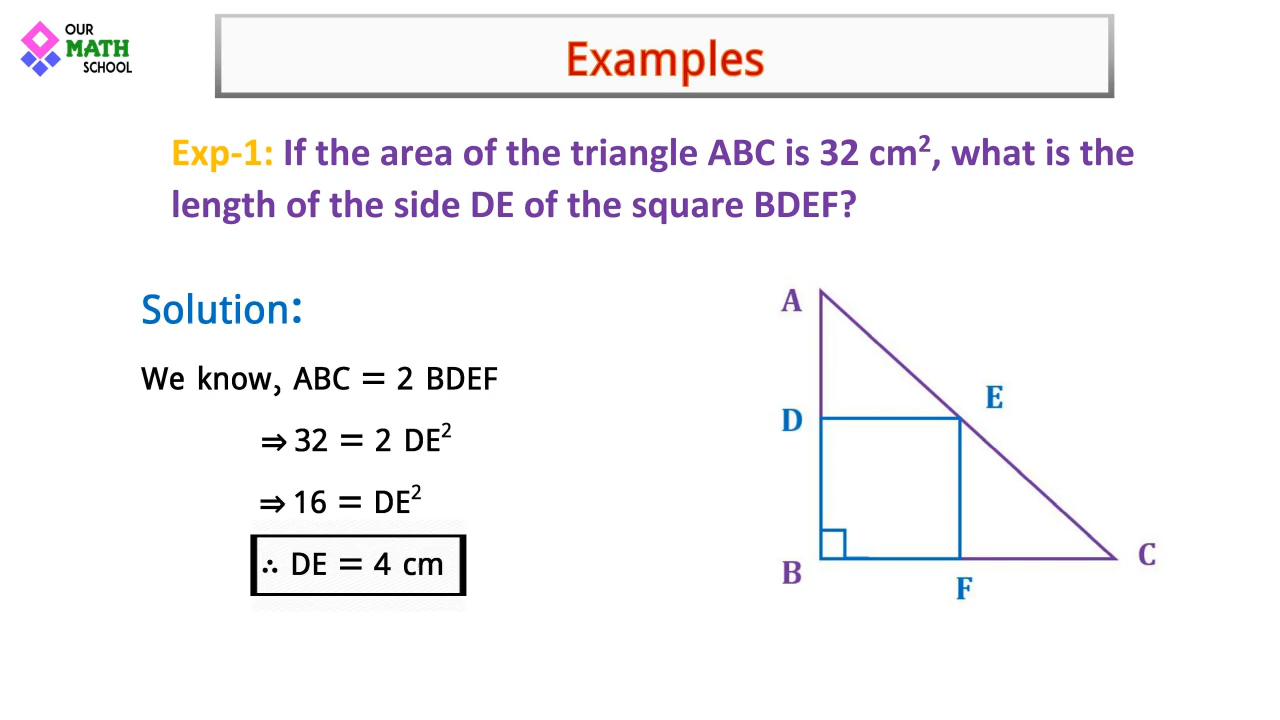 OUR
MATH
SCHOOL
Examples
Exp-1: If the area of the triangle ABC is 32 cm², what is the
length of the side DE of the square BDEF?
Solution:
We know, ABC = 2 BDEF
⇒ 32 = 2 DE²
⇒ 16 = DE²
∴ DE = 4 cm
A
E
D
C
B
F